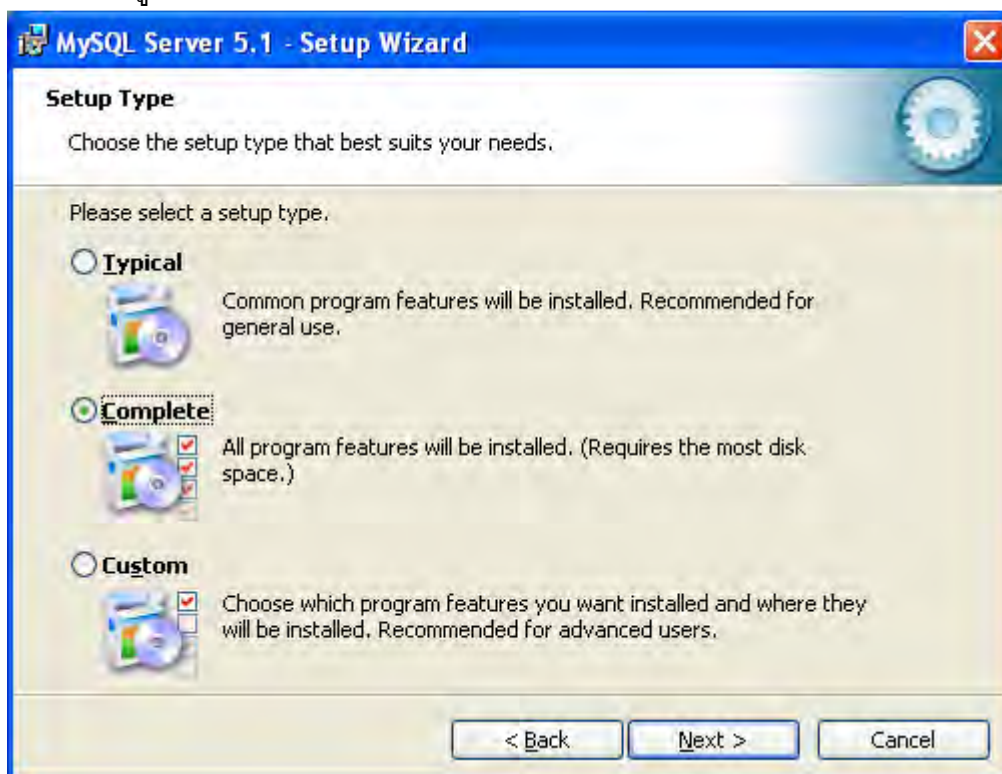 MySQL Server 5.1 - Setup Wizard
Setup Type
Choose the setup type that best suits your needs.
Please select a setup type.
Typical
Common program features will be installed. Recommended for
general use.
Complete
All program features will be installed. (Requires the most disk
space.)
Custom
Choose which program features you want installed and where they
will be installed. Recommended for advanced users.
< Back Next > Cancel